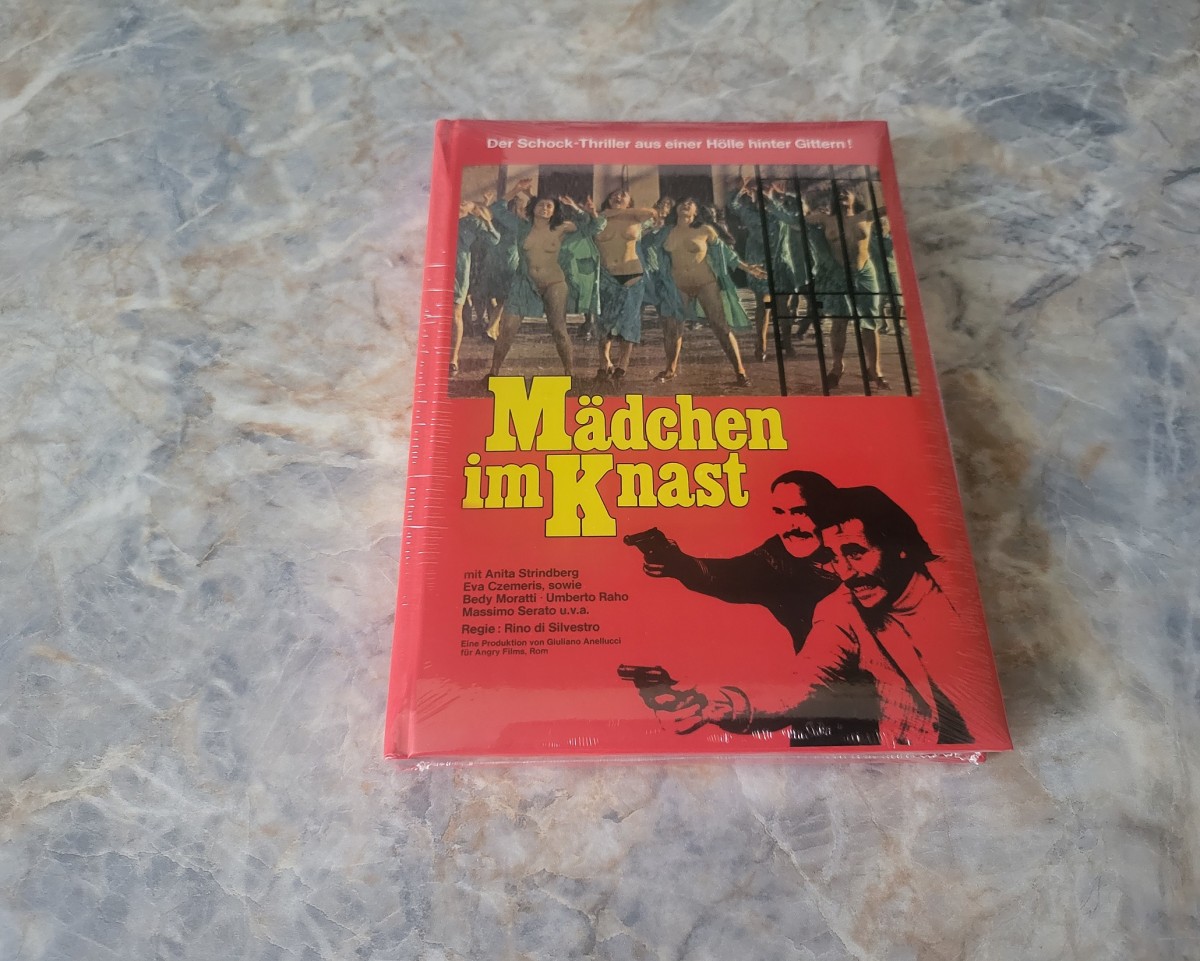 Der Schock-Thriller aus einer Hölle hinter Gittern!
Mädchen
im Knast
mit Anita Strindberg
Eva Czemeris, sowie
Bedy Moratti · Umberto Raho
Massimo Serato u.v.a.
Regie: Rino di Silvestro
Eine Produktion von Giuliano Anellucci
für Angry Films, Rom